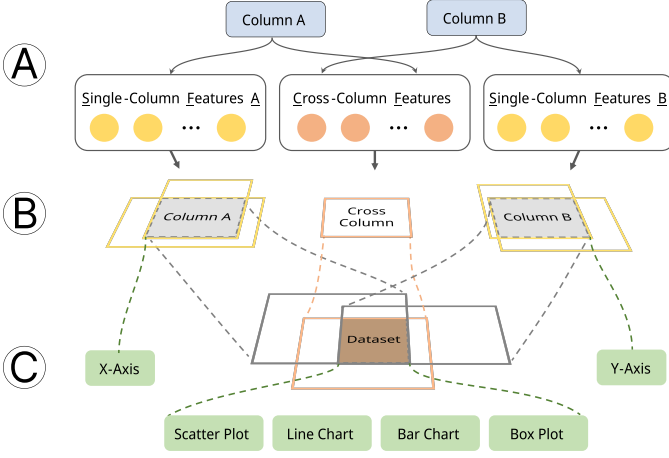 Column A
Column B
A
Single-Column Features A
Cross-Column Features
Single-Column Features B
...
...
...
B
Column A
Cross
Column
Column B
C
Dataset
X-Axis
Y-Axis
Scatter Plot
Line Chart
Bar Chart
Box Plot